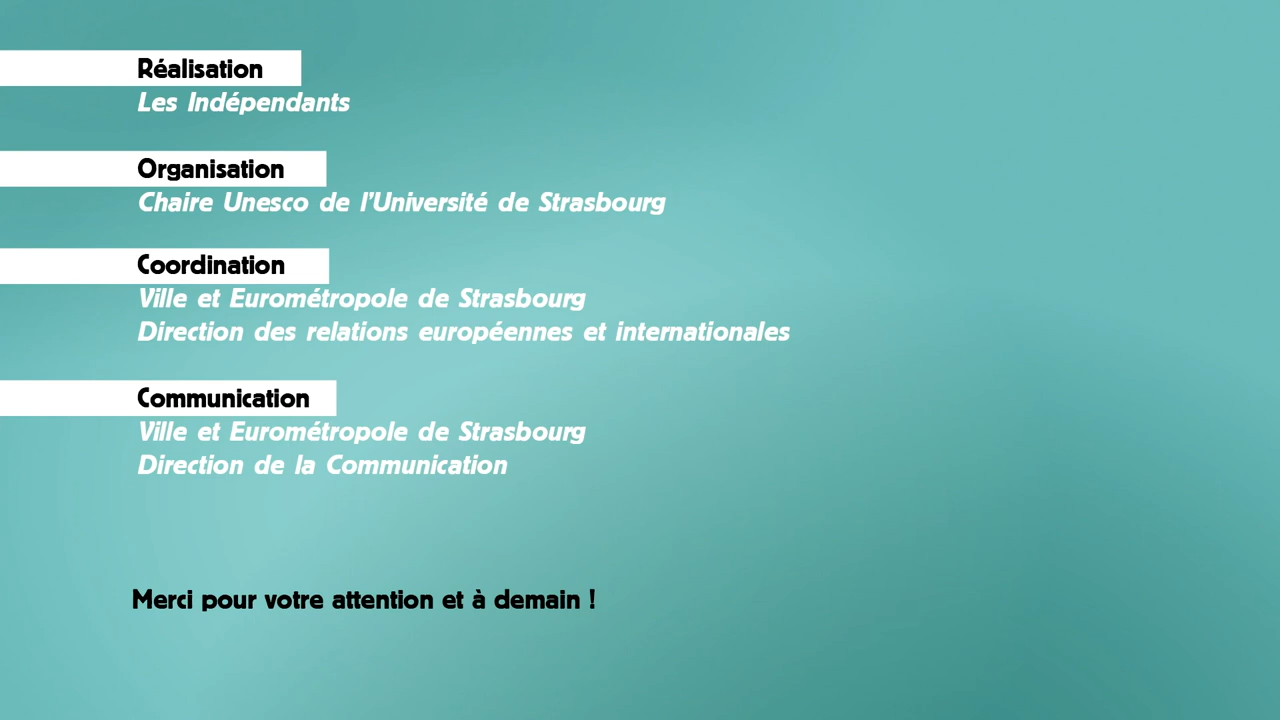 Réalisation
Les Indépendants
Organisation
Chaire Unesco de l'Université de Strasbourg
Coordination
Ville et Eurométropole de Strasbourg
Direction des relations européennes et internationales
Communication
Ville et Eurométropole de Strasbourg
Direction de la Communication
Merci pour votre attention et à demain !